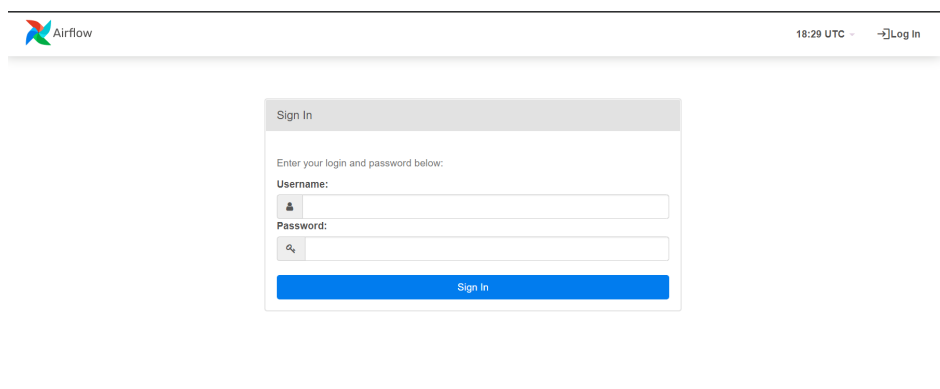 Airflow
18:29 UTC
Log In
Sign In
Enter your login and password below:
Username:
Password:
Sign In